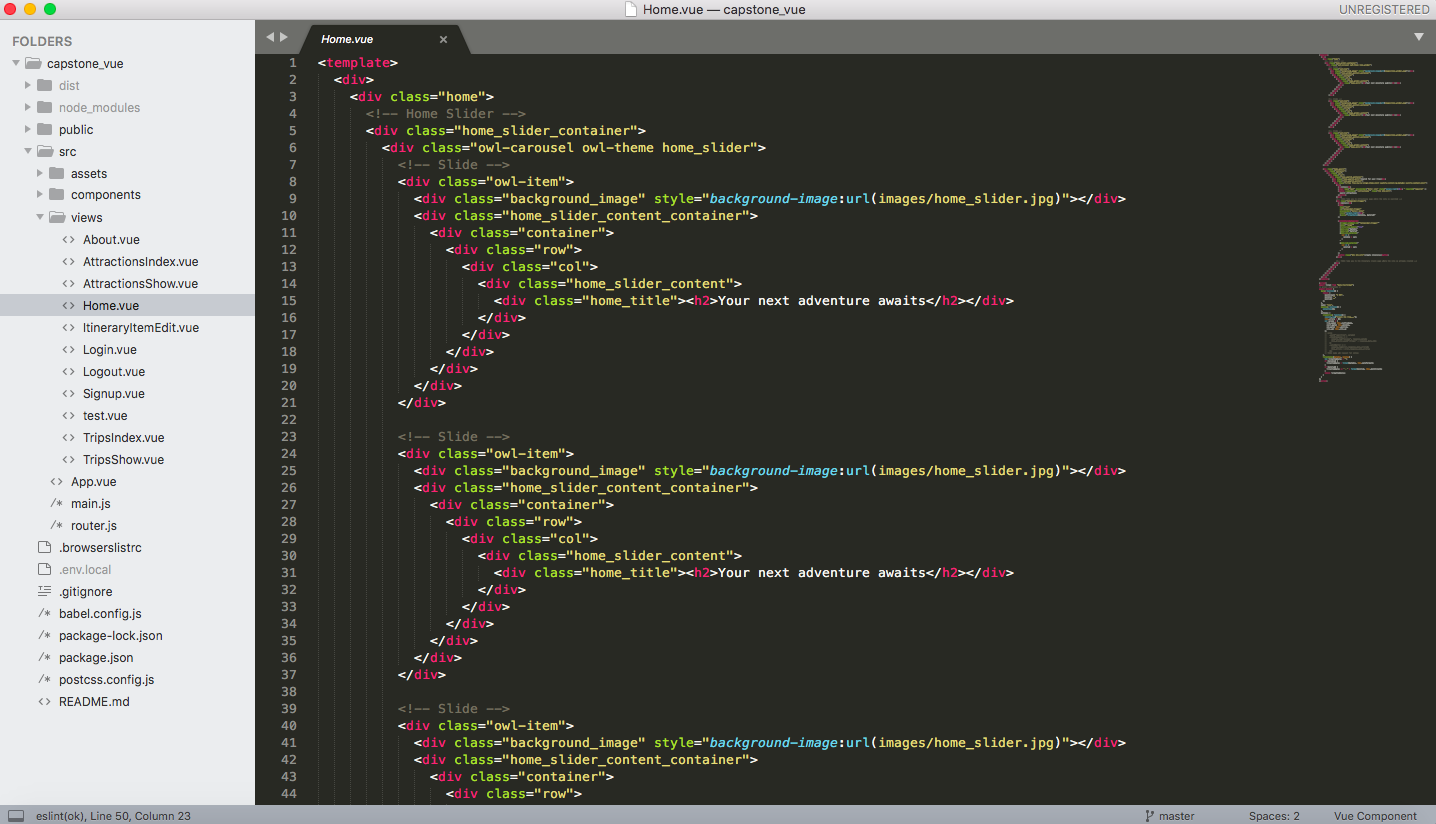 Home.vue — capstone_vue
UNREGISTERED
FOLDERS
capstone_vue
dist
node_modules
public
src
assets
components
views
<> About.vue
<> AttractionsIndex.vue
<> AttractionsShow.vue
<> Home.vue
<> ItineraryItemEdit.vue
<> Login.vue
<> Logout.vue
<> Signup.vue
<> test.vue
<> TripsIndex.vue
<> TripsShow.vue
<> App.vue
/* main.js
/* router.js
.browserslistrc
.env.local
.gitignore
/* babel.config.js
/* package-lock.json
/* package.json
/* postcss.config.js
<> README.md
Home.vue ×
1 <template>
2 <div>
3 <div class="home">
4 <!-- Home Slider -->
5 <div class="home_slider_container">
6 <div class="owl-carousel owl-theme home_slider">
7 <!-- Slide -->
8 <div class="owl-item">
9 <div class="background_image" style="background-image:url(images/home_slider.jpg)"></div>
10 <div class="home_slider_content_container">
11 <div class="container">
12 <div class="row">
13 <div class="col">
14 <div class="home_slider_content">
15 <div class="home_title"><h2>Your next adventure awaits</h2></div>
16 </div>
17 </div>
18 </div>
19 </div>
20 </div>
21 </div>
22
23 <!-- Slide -->
24 <div class="owl-item">
25 <div class="background_image" style="background-image:url(images/home_slider.jpg)"></div>
26 <div class="home_slider_content_container">
27 <div class="container">
28 <div class="row">
29 <div class="col">
30 <div class="home_slider_content">
31 <div class="home_title"><h2>Your next adventure awaits</h2></div>
32 </div>
33 </div>
34 </div>
35 </div>
36 </div>
37 </div>
38
39 <!-- Slide -->
40 <div class="owl-item">
41 <div class="background_image" style="background-image:url(images/home_slider.jpg)"></div>
42 <div class="home_slider_content_container">
43 <div class="container">
44 <div class="row">
eslint(ok), Line 50, Column 23
master
Spaces: 2
Vue Component